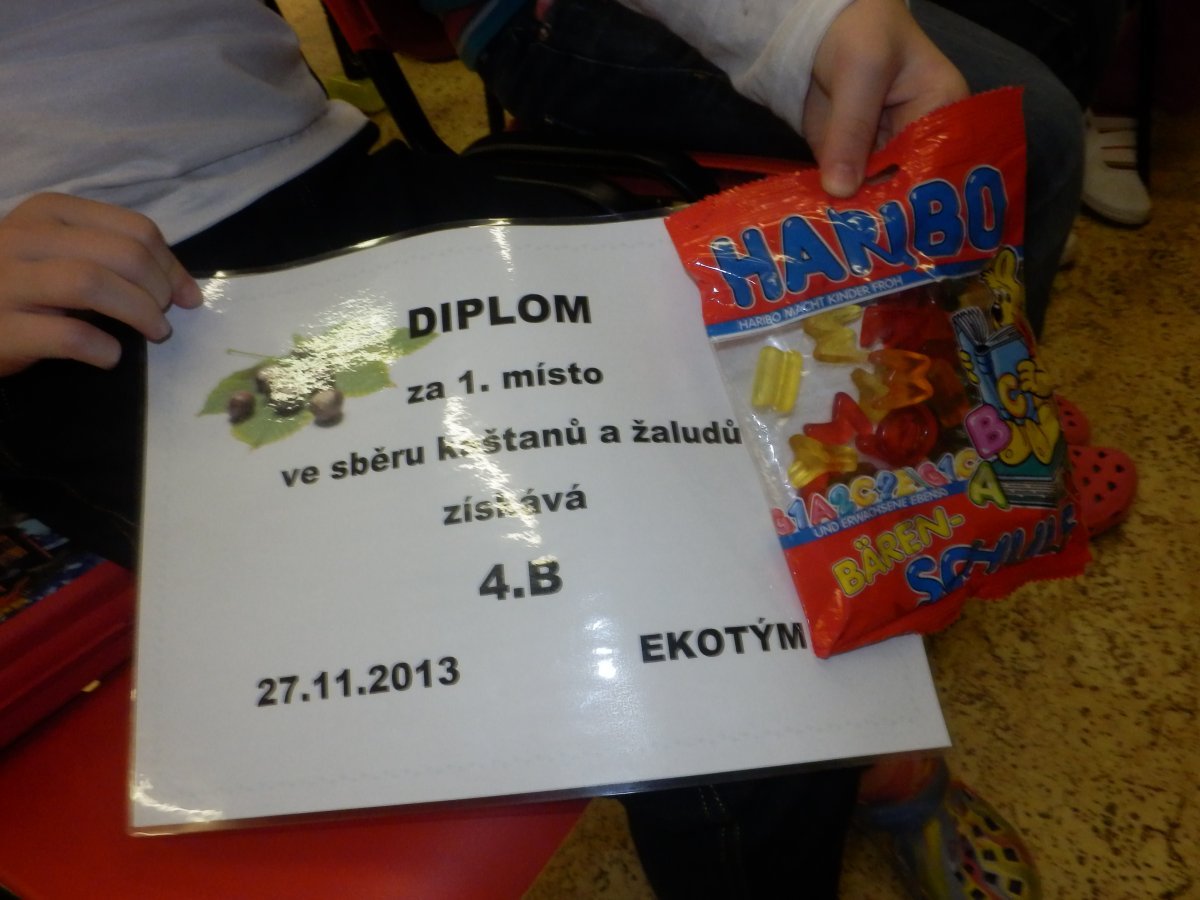 DIPLOM
za 1. místo
ve sběru kaštanů a žaludů
získává
4.B
27.11.2013
EKOTÝM
HARIBO
HARIBO MACHT KINDER FROH
UND ERWACHSENE EBENSO
BÄREN-
SCHULE